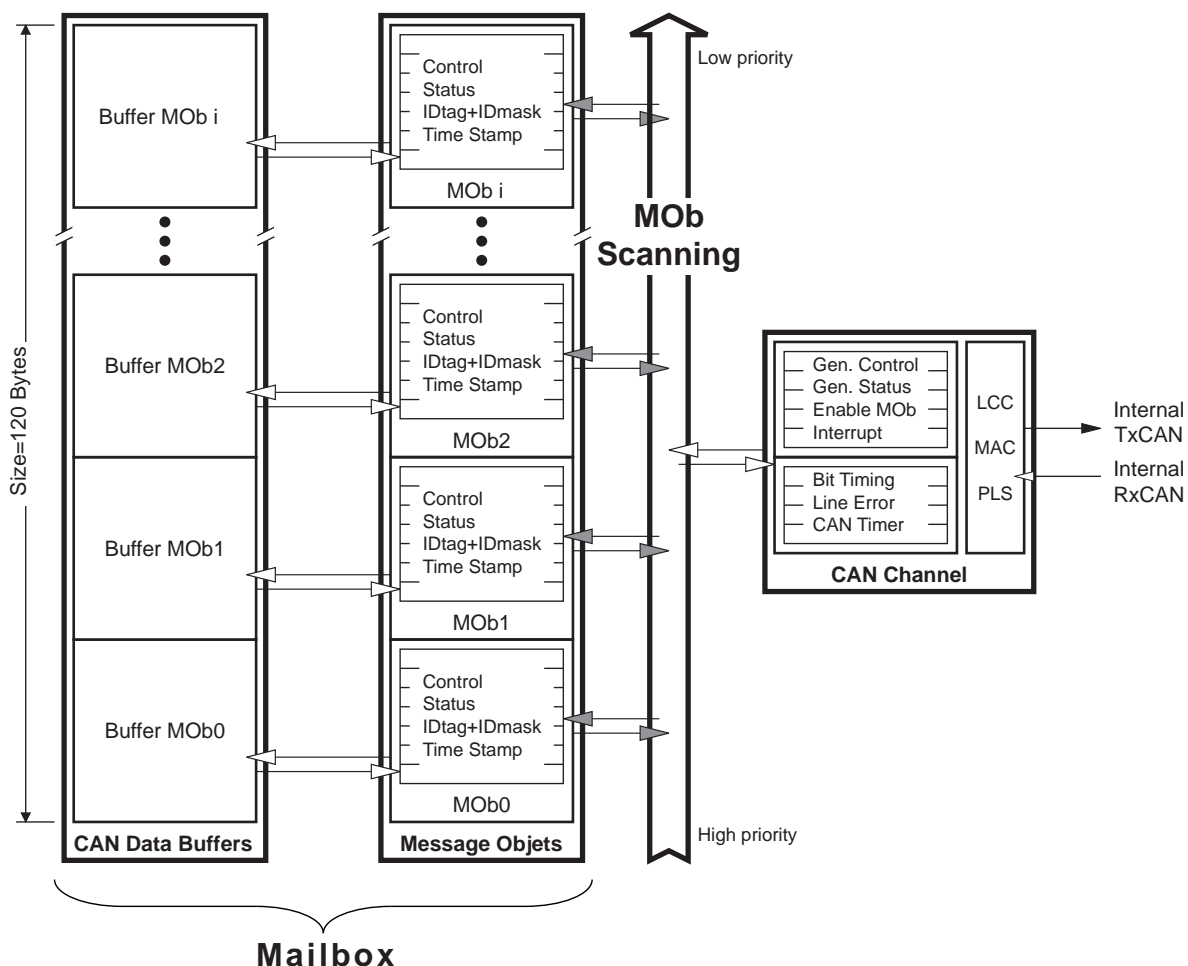 Size=120 Bytes
Buffer MOb i
Buffer MOb2
Buffer MOb1
Buffer MOb0
CAN Data Buffers
Control
Status
IDtag+IDmask
Time Stamp
MOb i
Control
Status
IDtag+IDmask
Time Stamp
MOb2
Control
Status
IDtag+IDmask
Time Stamp
MOb1
Control
Status
IDtag+IDmask
Time Stamp
MOb0
Message Objets
Mailbox
Low priority
MOb
Scanning
High priority
Gen. Control
Gen. Status
Enable MOb
Interrupt
Bit Timing
Line Error
CAN Timer
LCC
MAC
PLS
CAN Channel
Internal
TxCAN
Internal
RxCAN